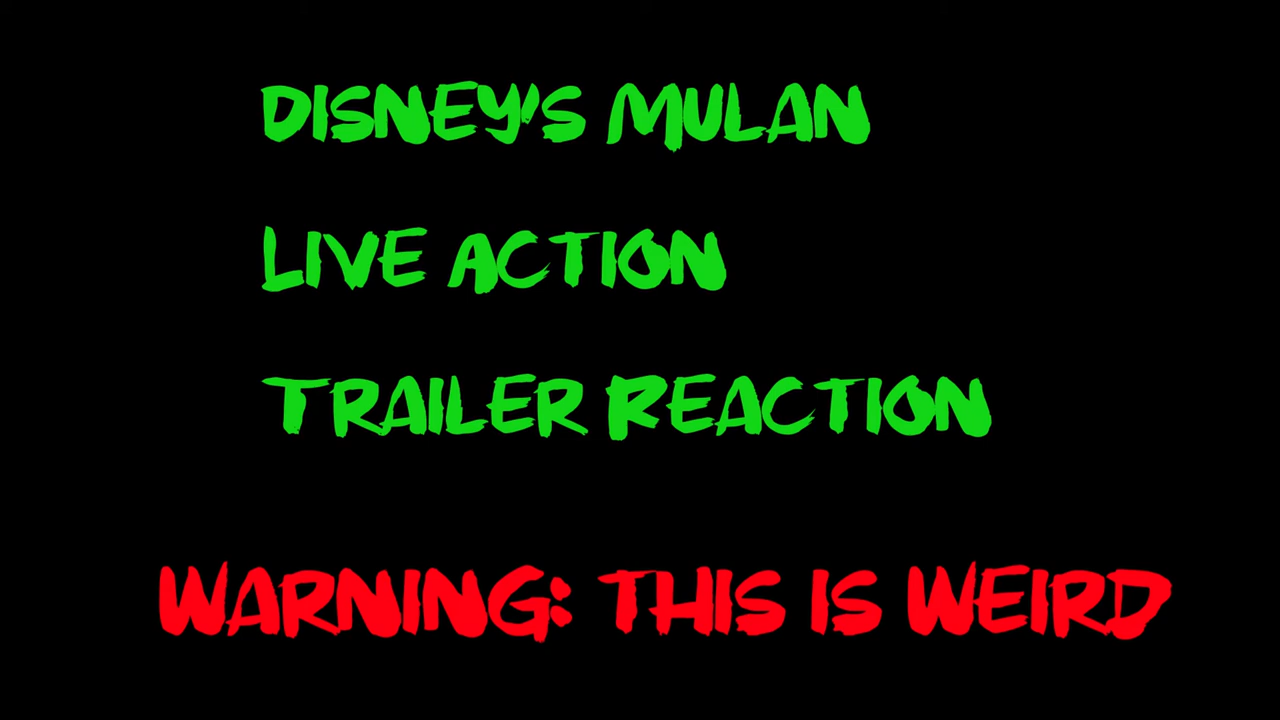 DISNEY'S MULAN
LIVE ACTION
TRAILER REACTION
WARNING: THIS IS WEIRD